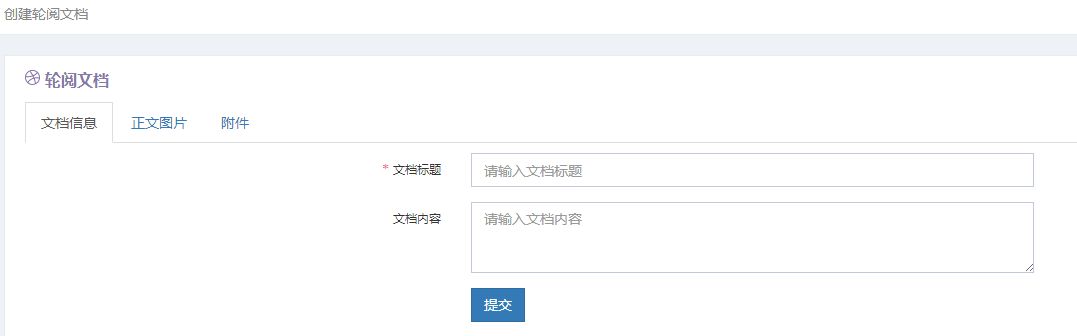 创建轮阅文档
轮阅文档
文档信息 正文图片 附件
* 文档标题 请输入文档标题
文档内容 请输入文档内容
提交